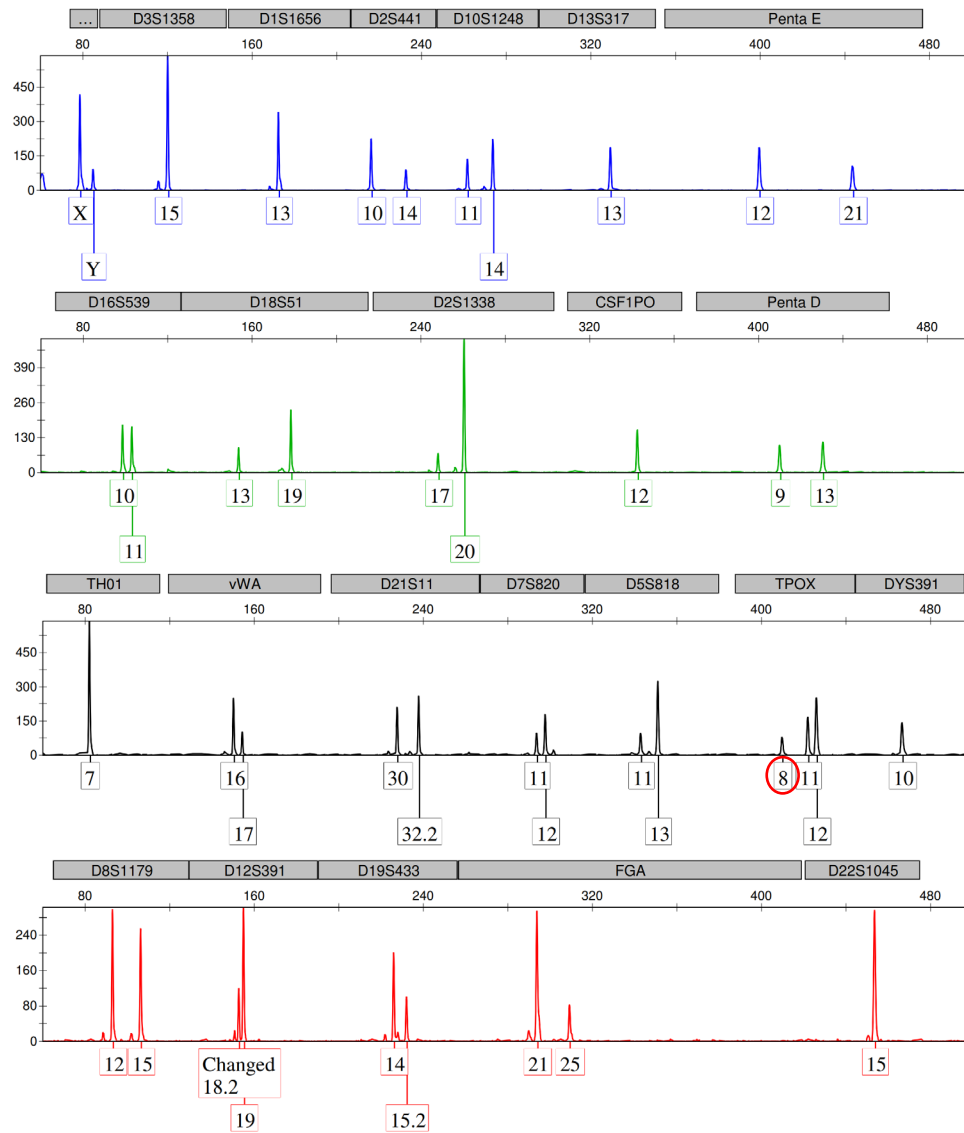 ... D3S1358 D1S1656 D2S441 D10S1248 D13S317 Penta E
80 160 240 320 400 480
450
300
150
0
X 15 13 10 14 11 13 12 21
Y 14
D16S539 D18S51 D2S1338 CSF1PO Penta D
80 160 240 320 400 480
390
260
130
0
10 13 19 17 12 9 13
11 20
TH01 vWA D21S11 D7S820 D5S818 TPOX DYS391
80 160 240 320 400 480
450
300
150
0
7 16 30 11 11 8 11 10
17 32.2 12 13 12
D8S1179 D12S391 D19S433 FGA D22S1045
80 160 240 320 400 480
240
160
80
0
12 15 Changed 14 21 25 15
18.2
19 15.2